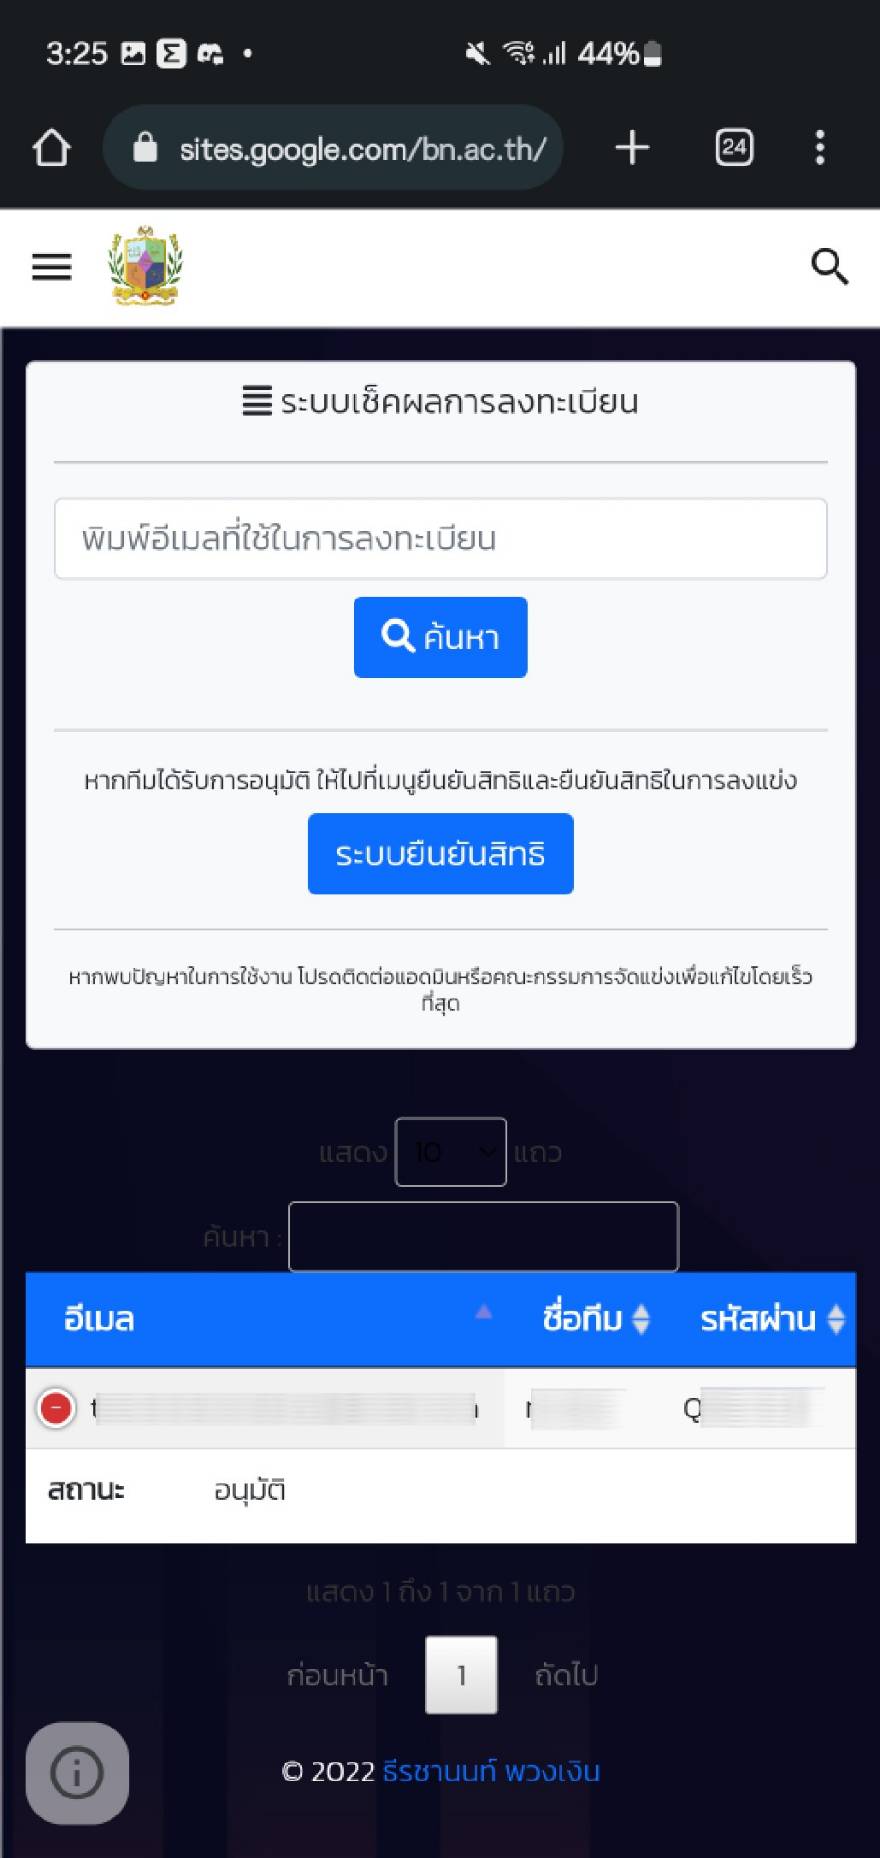 3:25 44%
sites.google.com/bn.ac.th/ 24
ระบบเช็คผลการลงทะเบียน
พิมพ์อีเมลที่ใช้ในการลงทะเบียน
ค้นหา
หากทีมได้รับการอนุมัติ ให้ไปที่เมนูยืนยันสิทธิและยืนยันสิทธิในการลงแข่ง
ระบบยืนยันสิทธิ
หากพบปัญหาในการใช้งาน โปรดติดต่อแอดมินหรือคณะกรรมการจัดแข่งเพื่อแก้ไขโดยเร็ว
ที่สุด
แสดง 10 แถว
ค้นหา :
อีเมล ชื่อทีม รหัสผ่าน
สถานะ อนุมัติ
แสดง 1 ถึง 1 จาก 1 แถว
ก่อนหน้า 1 ถัดไป
© 2022 ธีรชานนท์ พวงเงิน